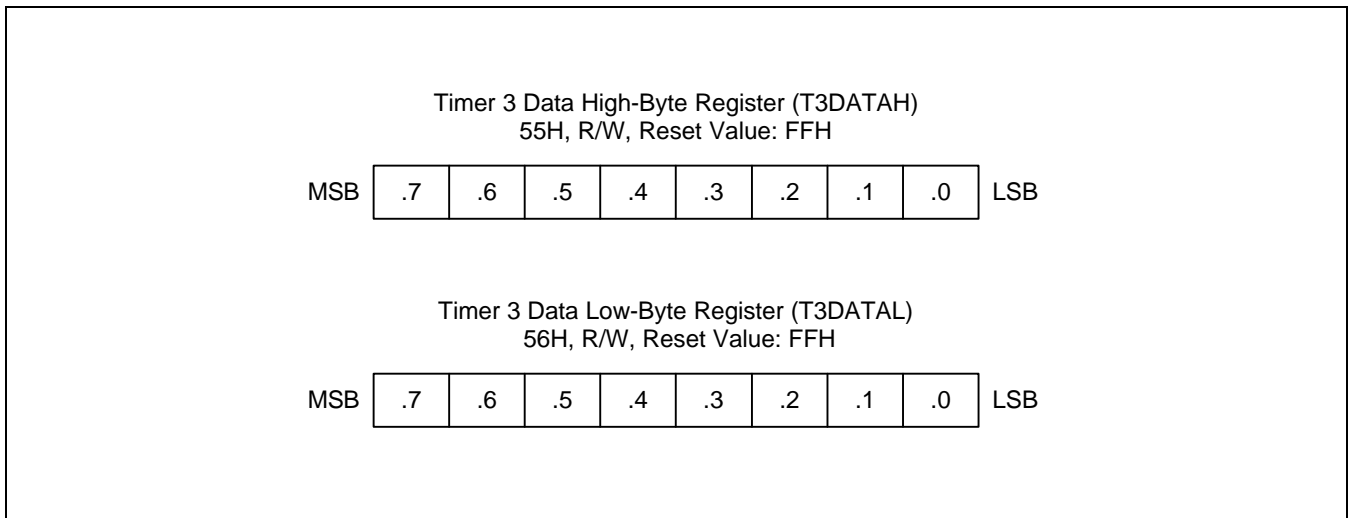 Timer 3 Data High-Byte Register (T3DATAH)
55H, R/W, Reset Value: FFH
MSB .7 .6 .5 .4 .3 .2 .1 .0 LSB
Timer 3 Data Low-Byte Register (T3DATAL)
56H, R/W, Reset Value: FFH
MSB .7 .6 .5 .4 .3 .2 .1 .0 LSB